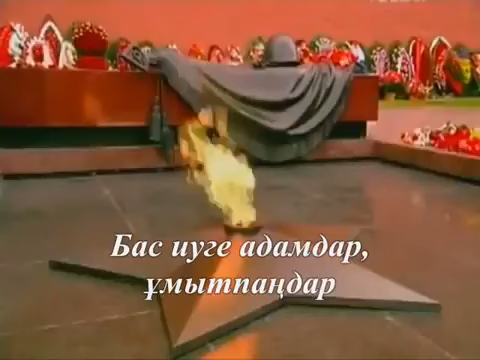 Бас иуге адамдар,
ұмытпаңдар